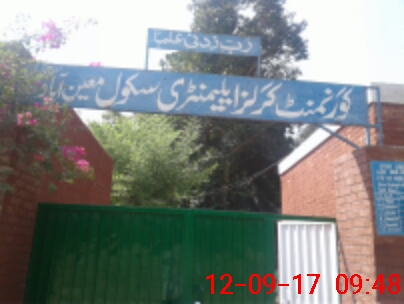 رب زدنی علما
گورنمنٹ گرلز ایلیمنٹری سکول معین آباد
12-09-17 09:48